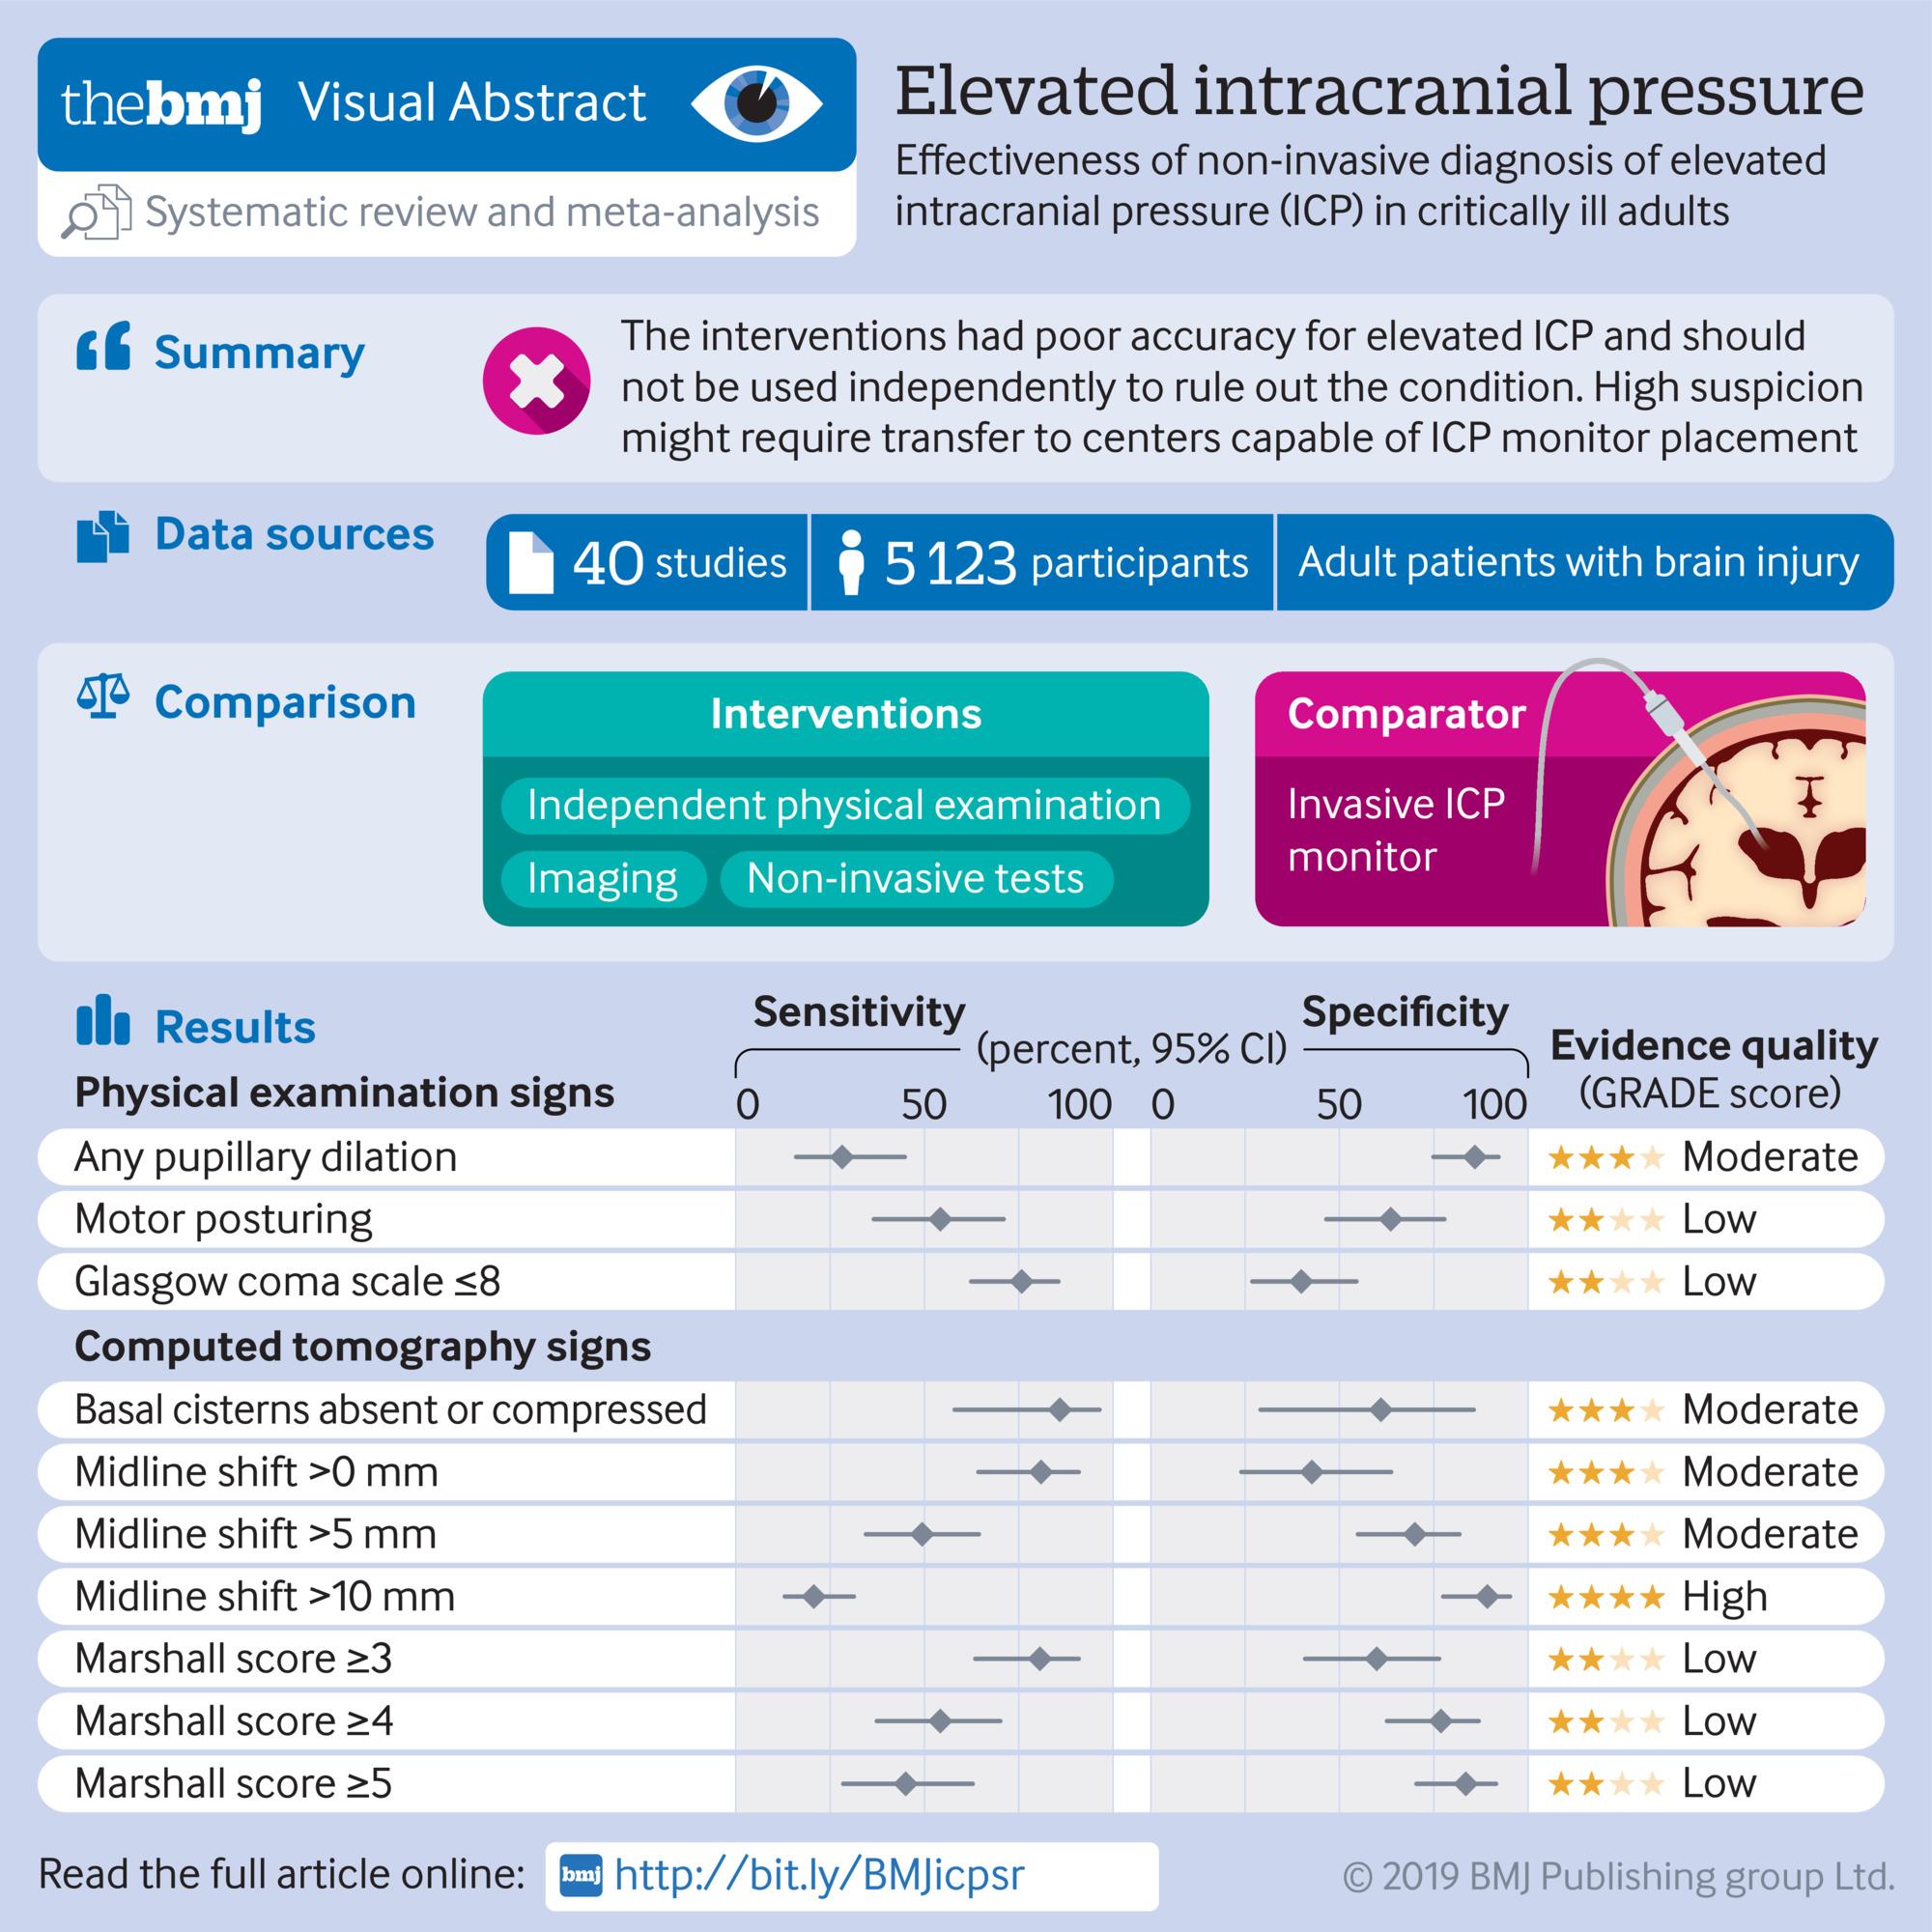 thebmj Visual Abstract
Systematic review and meta-analysis
Elevated intracranial pressure
Effectiveness of non-invasive diagnosis of elevated
intracranial pressure (ICP) in critically ill adults
Summary
The interventions had poor accuracy for elevated ICP and should
not be used independently to rule out the condition. High suspicion
might require transfer to centers capable of ICP monitor placement
Data sources
40 studies
5 123 participants
Adult patients with brain injury
Comparison
Interventions
Independent physical examination
Imaging
Non-invasive tests
Comparator
Invasive ICP
monitor
Results
Sensitivity
(percent, 95% CI)
Specificity
Evidence quality
(GRADE score)
Physical examination signs
0 50 100 0 50 100
Any pupillary dilation Moderate
Motor posturing Low
Glasgow coma scale ≤8 Low
Computed tomography signs
Basal cisterns absent or compressed Moderate
Midline shift >0 mm Moderate
Midline shift >5 mm Moderate
Midline shift >10 mm High
Marshall score ≥3 Low
Marshall score ≥4 Low
Marshall score ≥5 Low
Read the full article online: bmj http://bit.ly/BMJicpsr
© 2019 BMJ Publishing group Ltd.